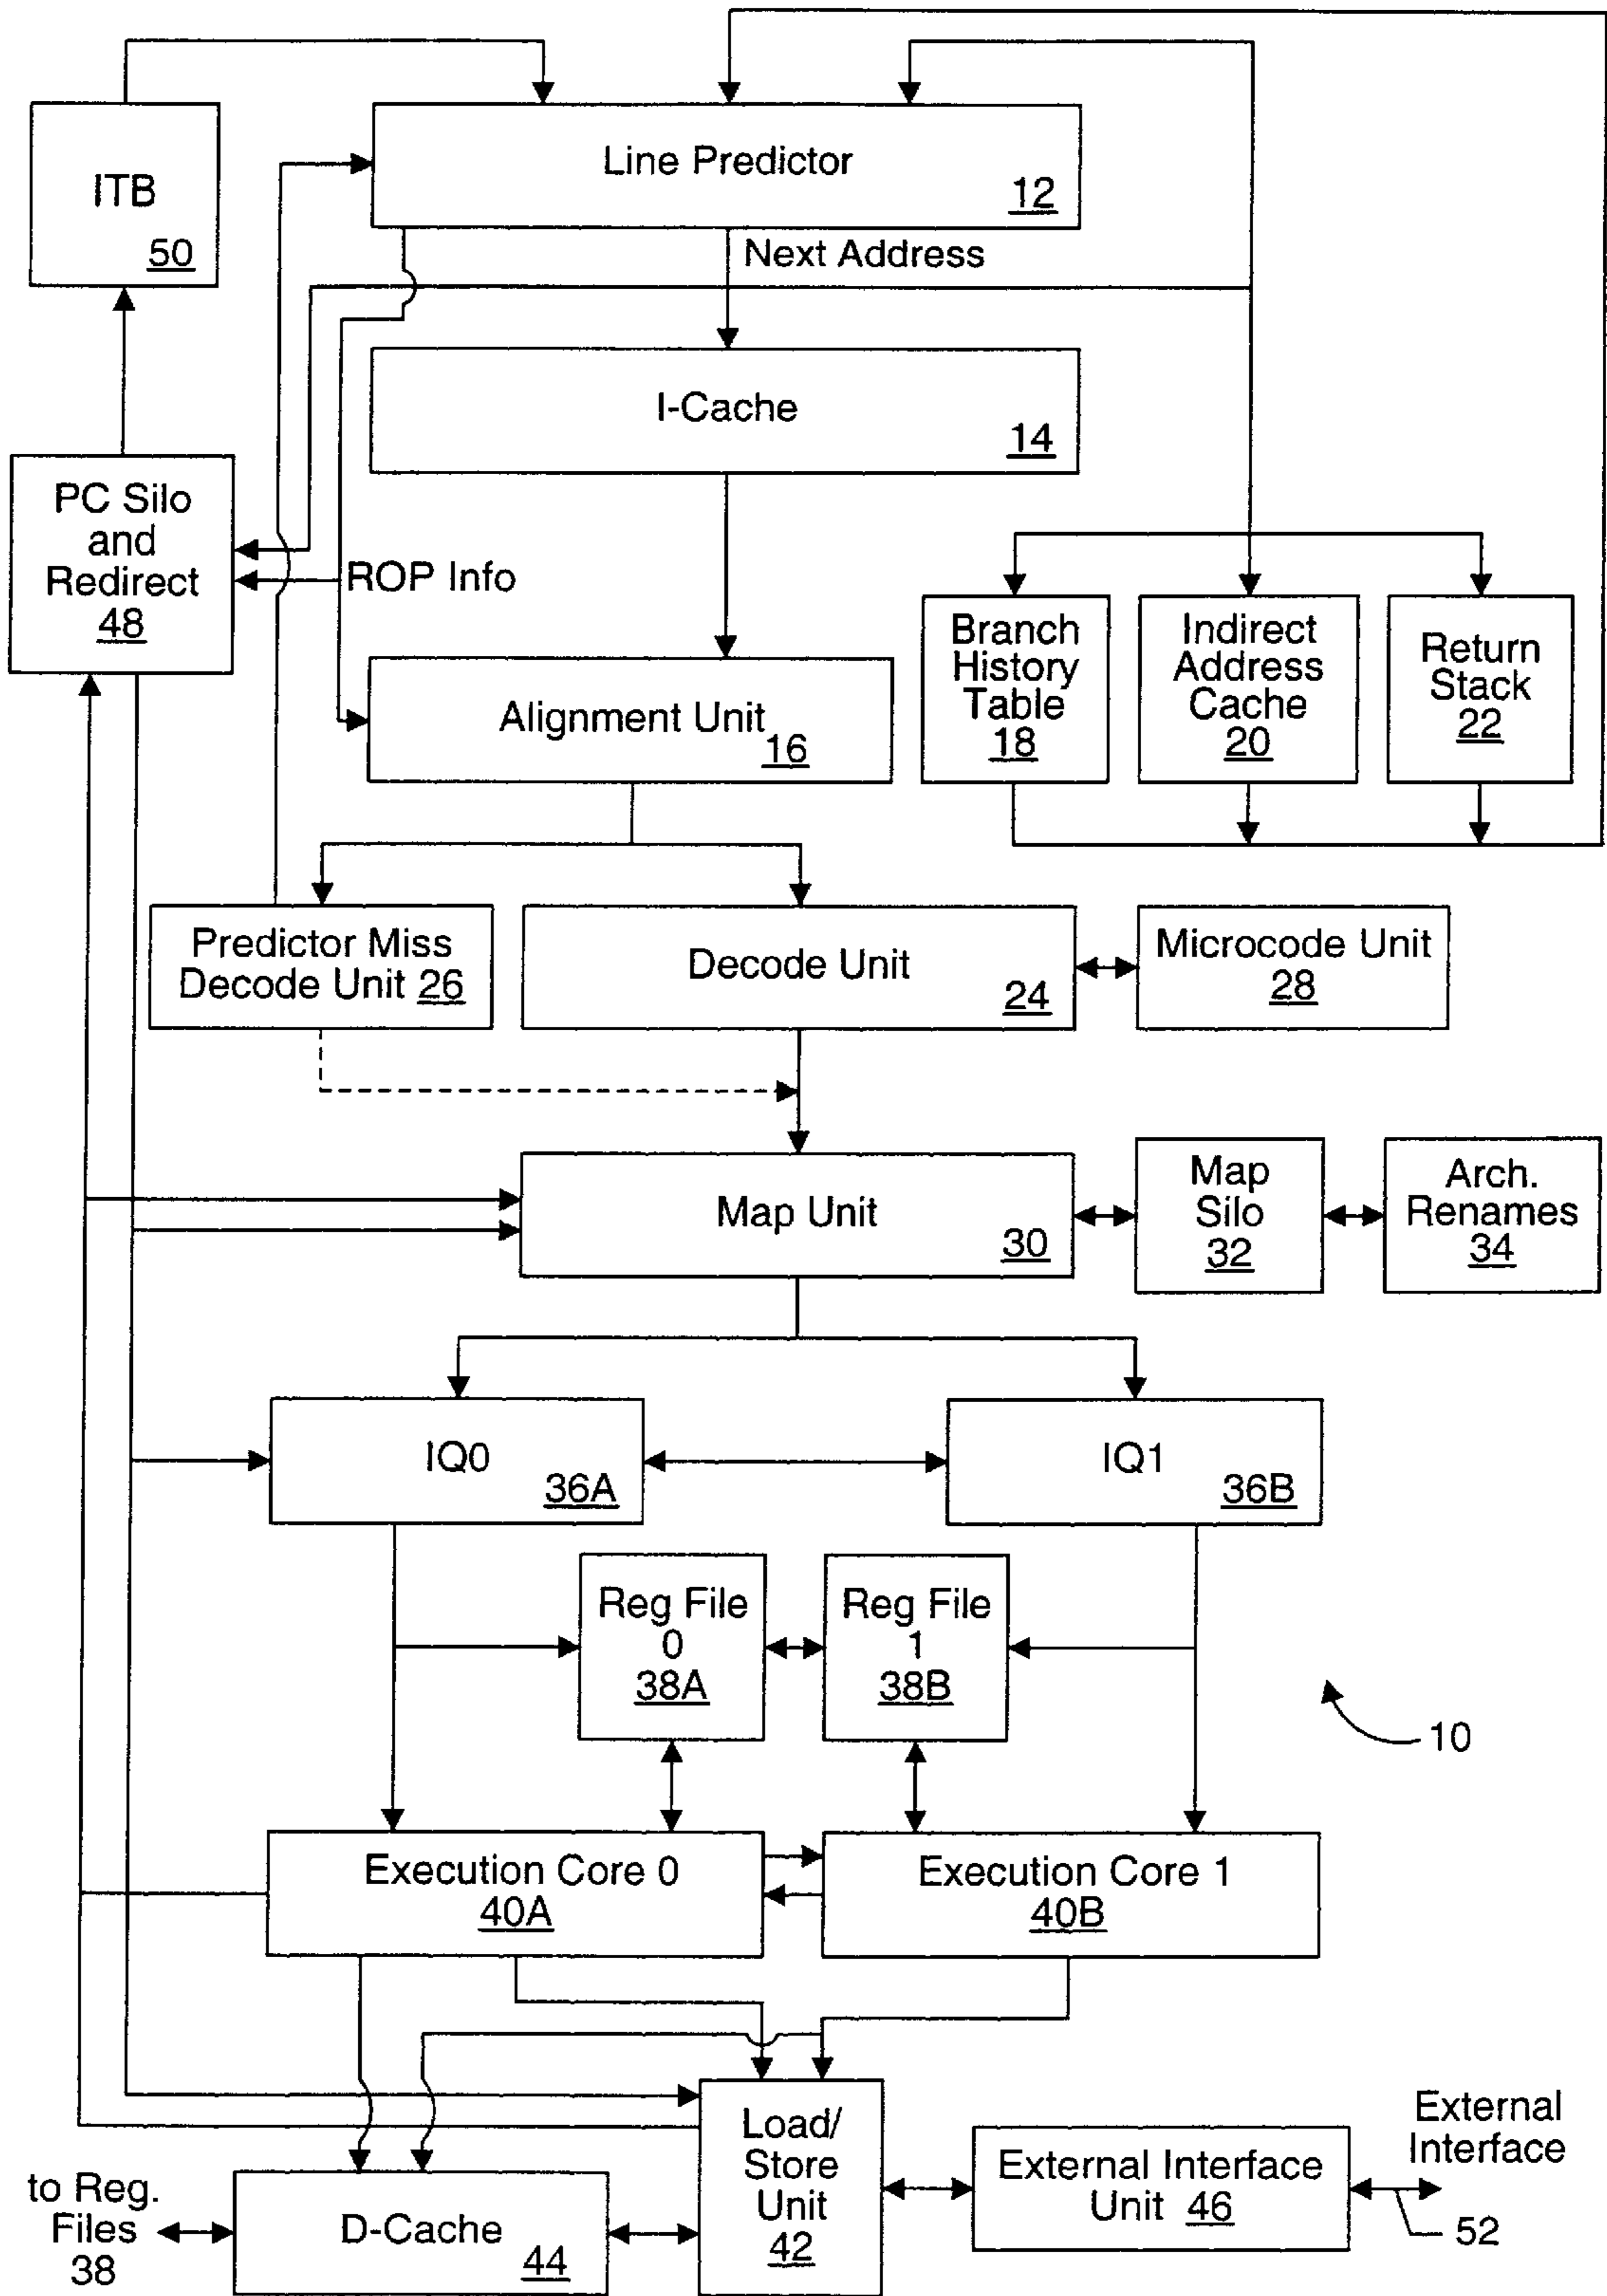 Line Predictor
12
ITB
50
Next Address
I-Cache
14
PC Silo
and
Redirect
48
ROP Info
Branch
History
Table
18
Indirect
Address
Cache
20
Return
Stack
22
Alignment Unit
16
Predictor Miss
Decode Unit 26
Decode Unit
24
Microcode Unit
28
Map Unit
30
Map
Silo
32
Arch.
Renames
34
IQ0
36A
IQ1
36B
Reg File
0
38A
Reg File
1
38B
10
Execution Core 0
40A
Execution Core 1
40B
Load/
Store
Unit
42
External Interface
Unit 46
External
Interface
52
to Reg.
Files
38
D-Cache
44